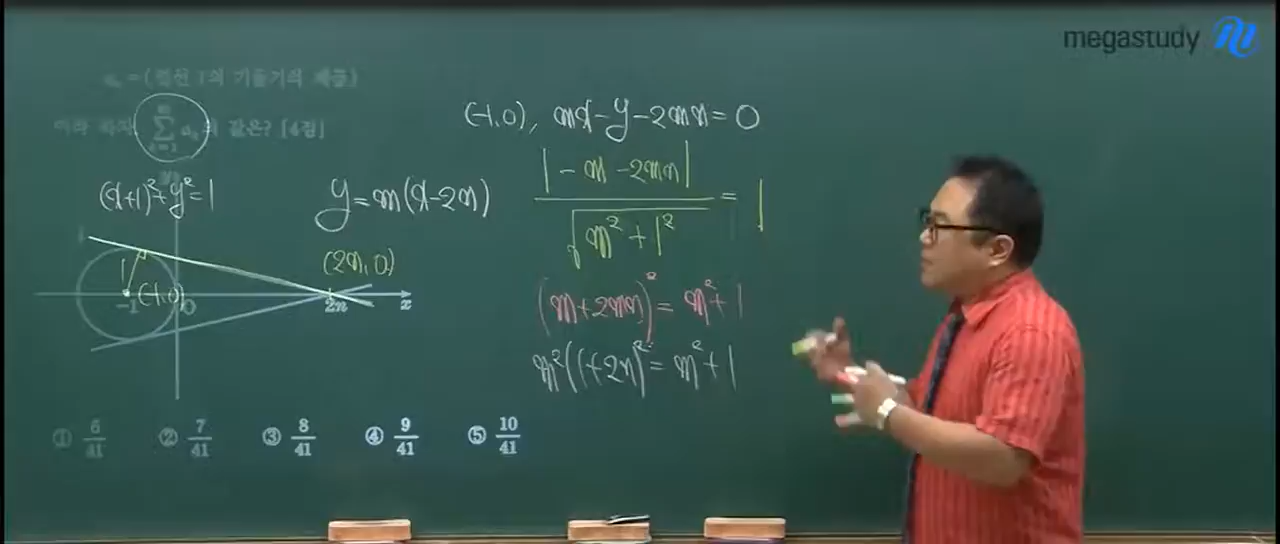 megastudy
aₙ = (직선 l의 기울기의 제곱)
이라 하자. Σ aₙ의 값은? [4점]
(x+1)²+y²=1
y=m(x-2n)
(2n,0)
-1 (-1,0) 0 2n x
(-1,0), mx-y-2mn=0
|-m-2mn| / √(m²+1²) = 1
(m+2mn)²=m²+1
m²(1+2n)²=m²+1
① 6/41 ② 7/41 ③ 8/41 ④ 9/41 ⑤ 10/41